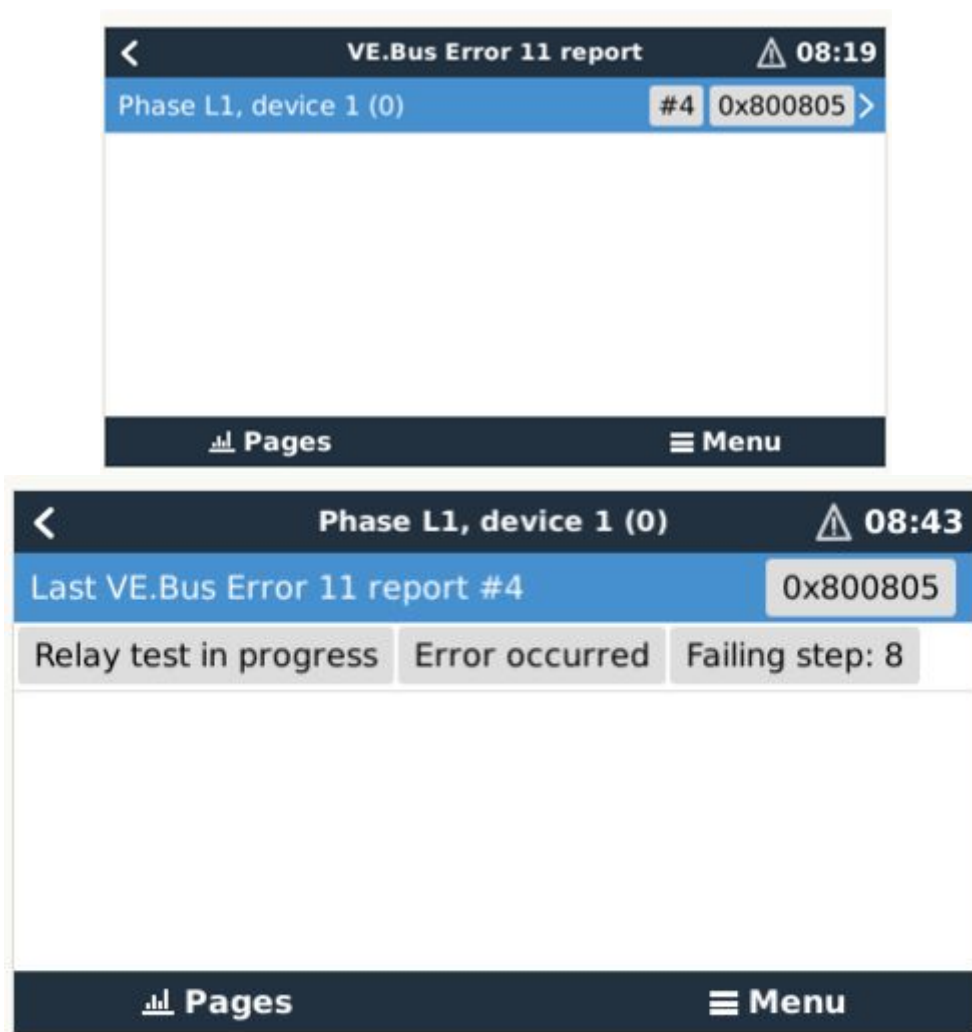 VE.Bus Error 11 report 08:19
Phase L1, device 1 (0) #4 0x800805
Pages Menu
Phase L1, device 1 (0) 08:43
Last VE.Bus Error 11 report #4 0x800805
Relay test in progress Error occurred Failing step: 8
Pages Menu